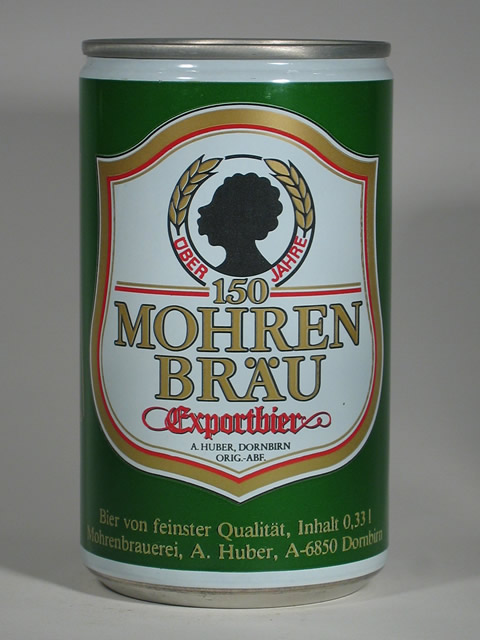 ÜBER 150 JAHRE
MOHREN
BRÄU
Exportbier
A. HUBER, DORNBIRN
ORIG.-ABF.
Bier von feinster Qualität, Inhalt 0,33 l
Mohrenbrauerei, A. Huber, A-6850 Dornbirn